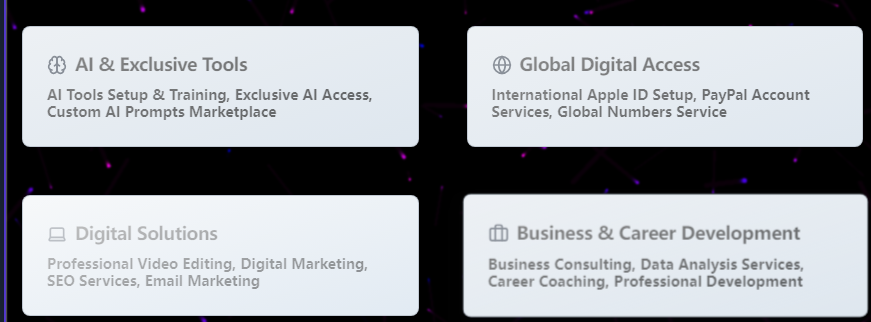 AI & Exclusive Tools
AI Tools Setup & Training, Exclusive AI Access,
Custom AI Prompts Marketplace
Global Digital Access
International Apple ID Setup, PayPal Account
Services, Global Numbers Service
Digital Solutions
Professional Video Editing, Digital Marketing,
SEO Services, Email Marketing
Business & Career Development
Business Consulting, Data Analysis Services,
Career Coaching, Professional Development